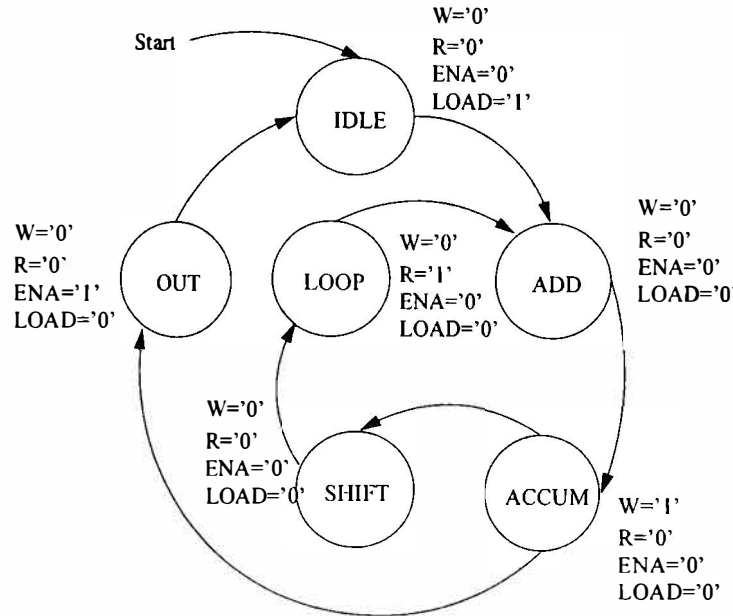 Start
W='0'
R='0'
ENA='0'
LOAD='1'
IDLE
W='0'
R='0'
ENA='1'
LOAD='0'
OUT
LOOP
W='0'
R='1'
ENA='0'
LOAD='0'
ADD
W='0'
R='0'
ENA='0'
LOAD='0'
W='0'
R='0'
ENA='0'
LOAD='0'
SHIFT
ACCUM
W='1'
R='0'
ENA='0'
LOAD='0'